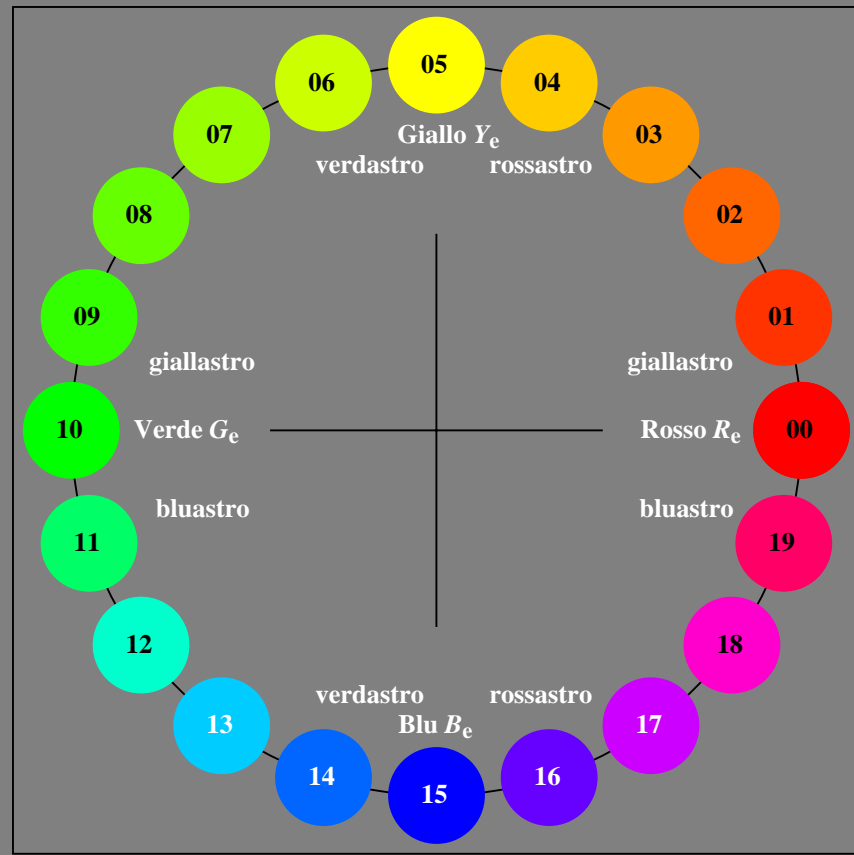 05
06 04
07 03
Giallo Ye
verdastro rossastro
08 02
09 01
giallastro giallastro
10 Verde Ge Rosso Re 00
bluastro bluastro
11 19
12 18
verdastro rossastro
13 Blu Be 17
14 16
15